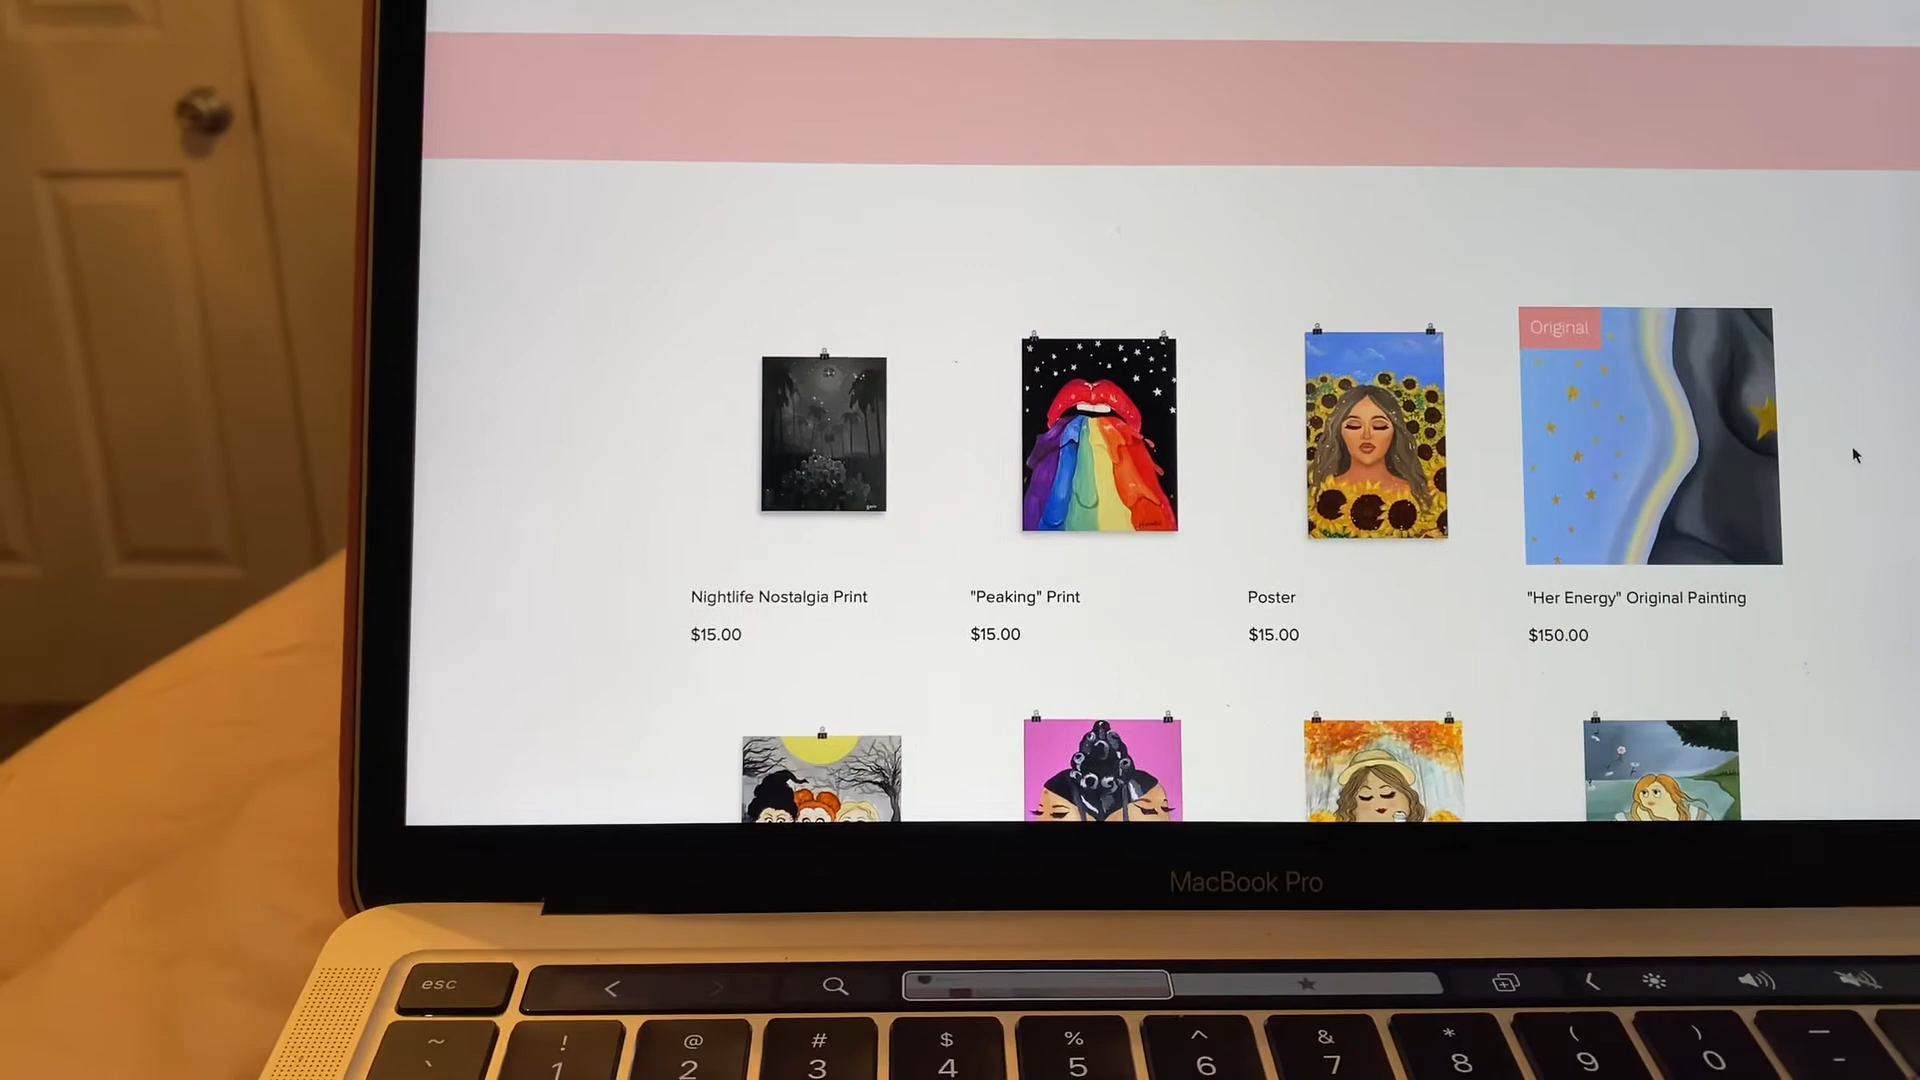 Original
Nightlife Nostalgia Print
"Peaking" Print
Poster
"Her Energy" Original Painting
$15.00
$15.00
$15.00
$150.00
MacBook Pro
esc
~ ! @ # $ % ^ & * ( ) —
` 1 2 3 4 5 6 7 8 9 0 -